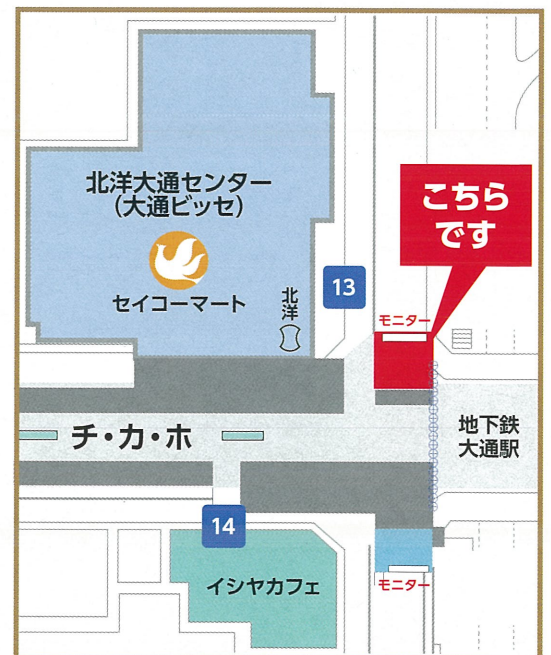 北洋大通センター
(大通ビッセ)
セイコーマート
北洋
13
こちら
です
モニター
チ・カ・ホ
地下鉄
大通駅
14
イシヤカフェ
モニター